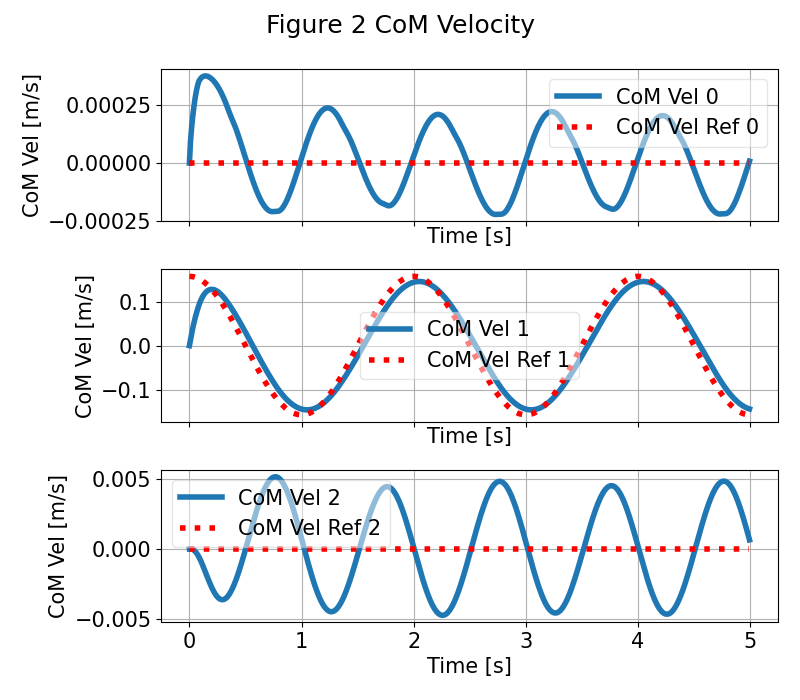 Figure 2 CoM Velocity
CoM Vel [m/s]
0.00025
0.00000
−0.00025
CoM Vel 0
CoM Vel Ref 0
Time [s]
CoM Vel [m/s]
0.1
0.0
−0.1
CoM Vel 1
CoM Vel Ref 1
Time [s]
CoM Vel [m/s]
0.005
0.000
−0.005
CoM Vel 2
CoM Vel Ref 2
0 1 2 3 4 5
Time [s]